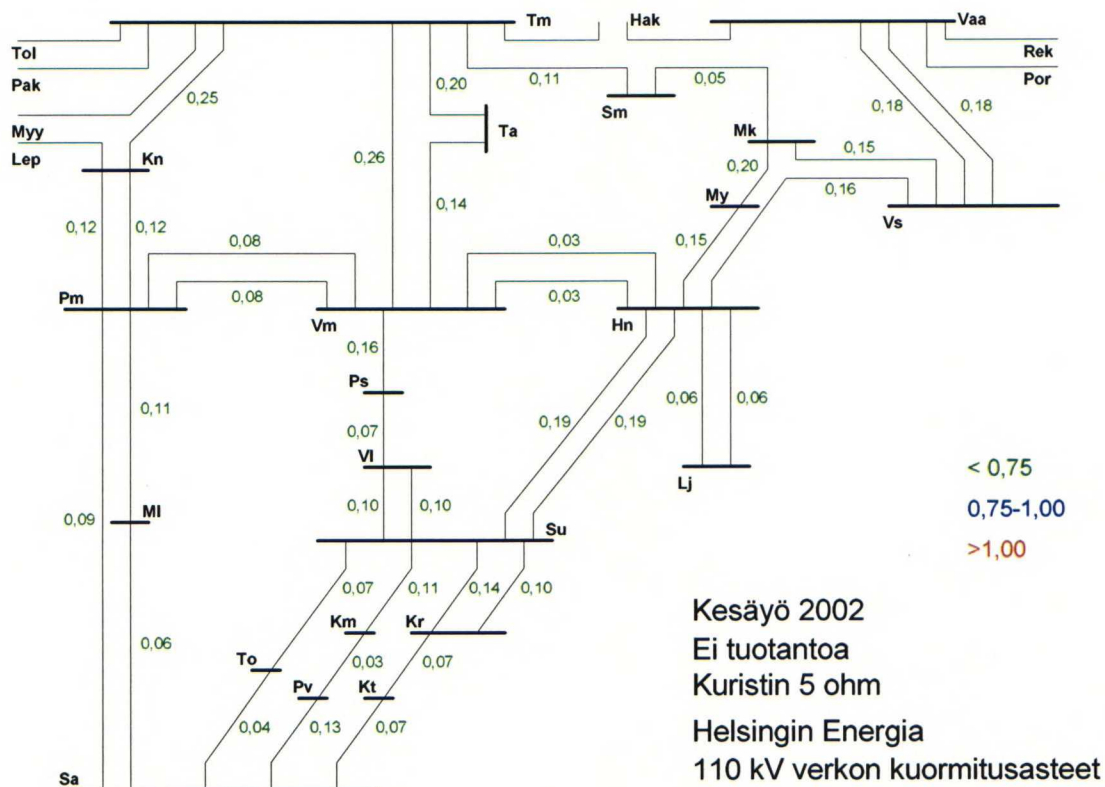 Tm
Hak
Vaa
Tol
Rek
Pak
0,25
0,20
0,11
0,05
Por
Sm
0,18
0,18
Myy
Ta
Mk
Lep
Kn
0,26
0,20
0,15
0,16
My
0,12
0,12
0,14
Vs
0,08
0,03
0,15
Pm
0,08
Vm
0,03
Hn
0,16
Ps
0,11
0,19
0,19
0,06
0,06
0,07
Vl
Lj
< 0,75
0,09
Ml
0,10
0,10
Su
0,75-1,00
>1,00
0,07
0,11
0,14
0,10
Kesäyö 2002
Km
Kr
0,06
To
0,03
0,07
Ei tuotantoa
Pv
Kt
Kuristin 5 ohm
0,04
0,13
0,07
Helsingin Energia
Sa
110 kV verkon kuormitusasteet